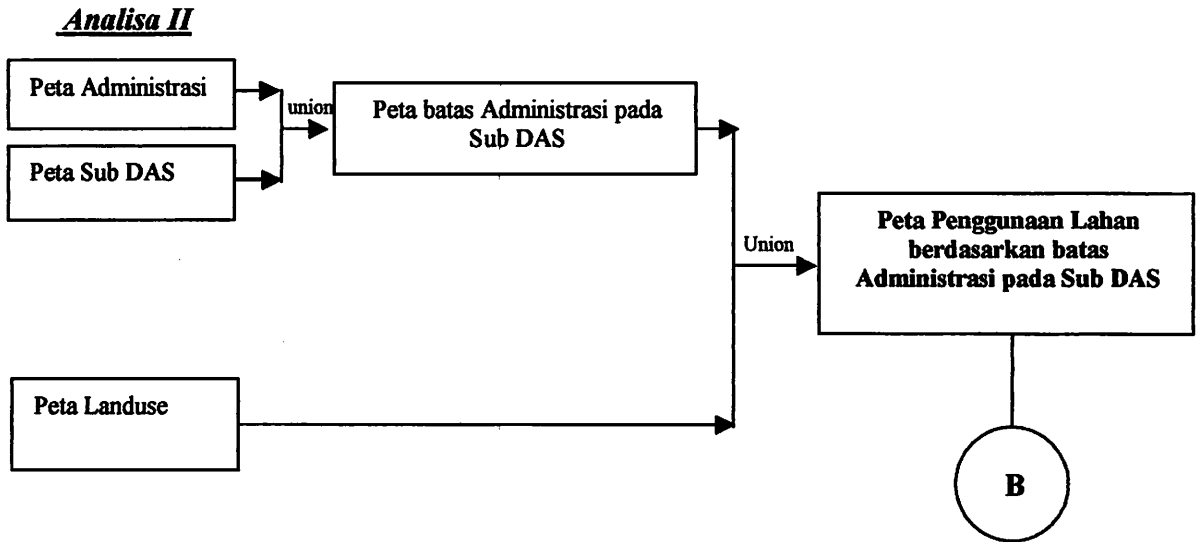 Analisa II
Peta Administrasi
union
Peta batas Administrasi pada
Sub DAS
Peta Sub DAS
Union
Peta Penggunaan Lahan
berdasarkan batas
Administrasi pada Sub DAS
Peta Landuse
B